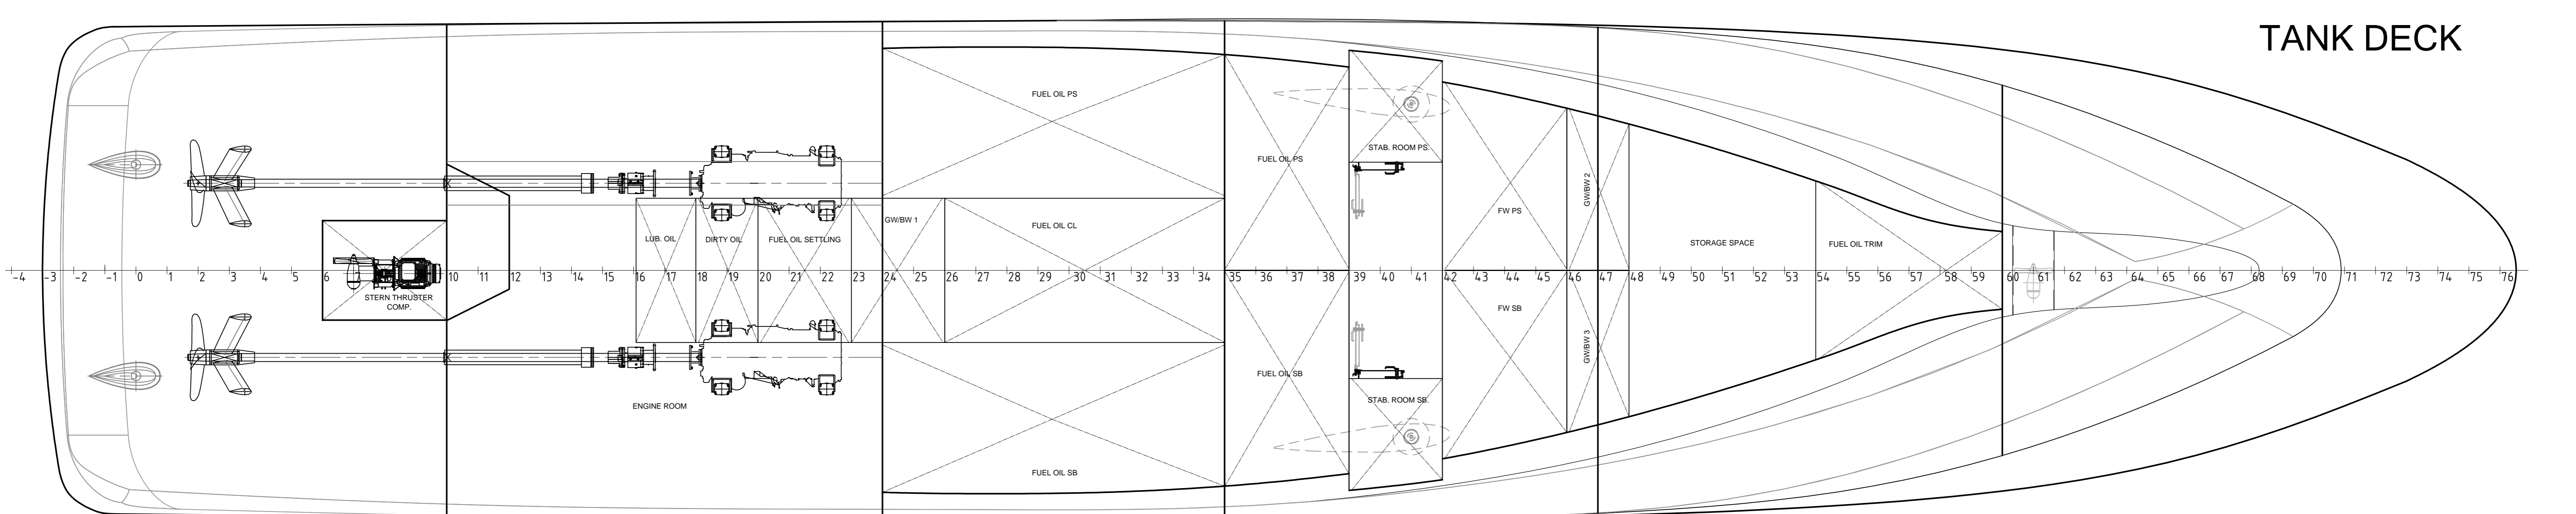 TANK DECK
FUEL OIL PS
STAB. ROOM PS.
FUEL OIL PS
GW/BW 2
FW PS
GW/BW 1
FUEL OIL CL
LUB. OIL
DIRTY OIL
FUEL OIL SETTLING
STORAGE SPACE
FUEL OIL TRIM
-4 -3 -2 -1 0 1 2 3 4 5 6 7 10 11 12 13 14 15 16 17 18 19 20 21 22 23 24 25 26 27 28 29 30 31 32 33 34 35 36 37 38 39 40 41 42 43 44 45 46 47 48 49 50 51 52 53 54 55 56 57 58 59 60 61 62 63 64 65 66 67 68 69 70 71 72 73 74 75 76
STERN THRUSTER
COMP.
FW SB
GW/BW 3
FUEL OIL SB
STAB. ROOM SB.
ENGINE ROOM
FUEL OIL SB